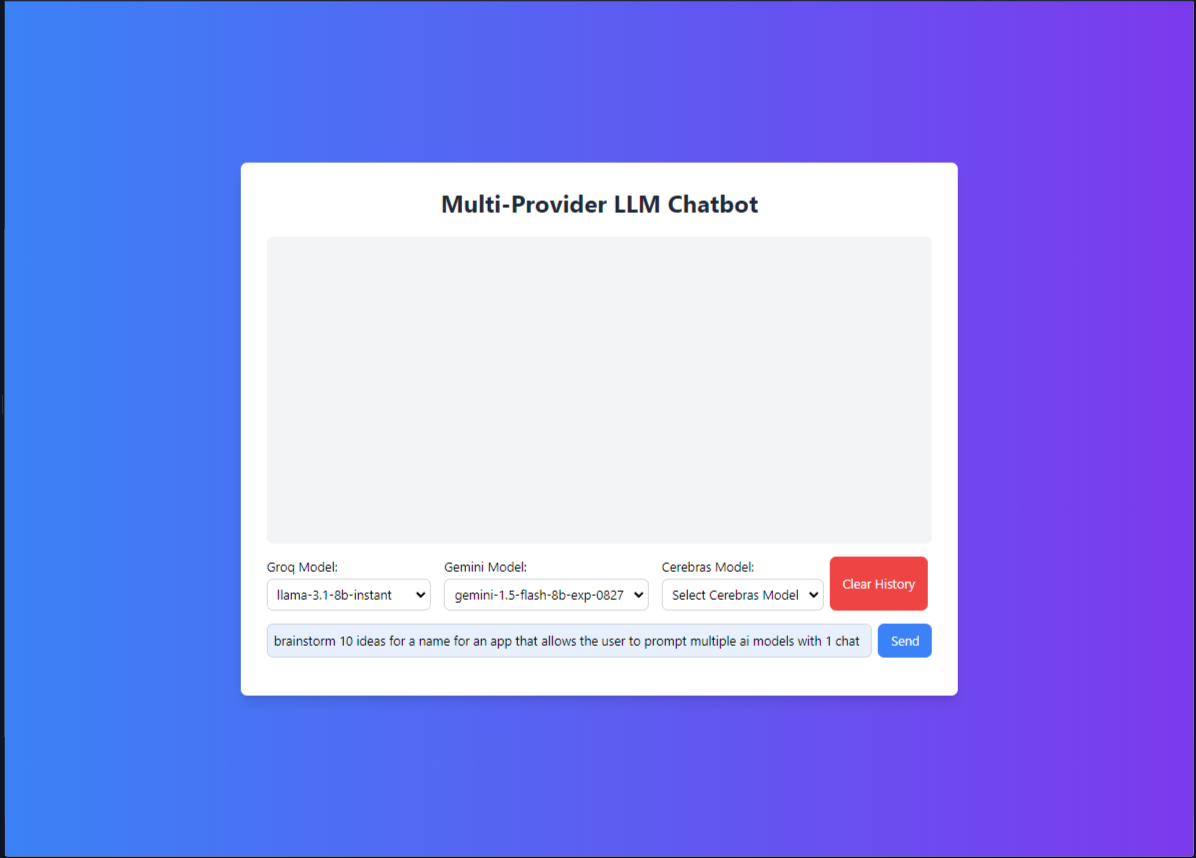 Multi-Provider LLM Chatbot
Groq Model: Gemini Model: Cerebras Model:
llama-3.1-8b-instant gemini-1.5-flash-8b-exp-0827 Select Cerebras Model Clear History
brainstorm 10 ideas for a name for an app that allows the user to prompt multiple ai models with 1 chat Send